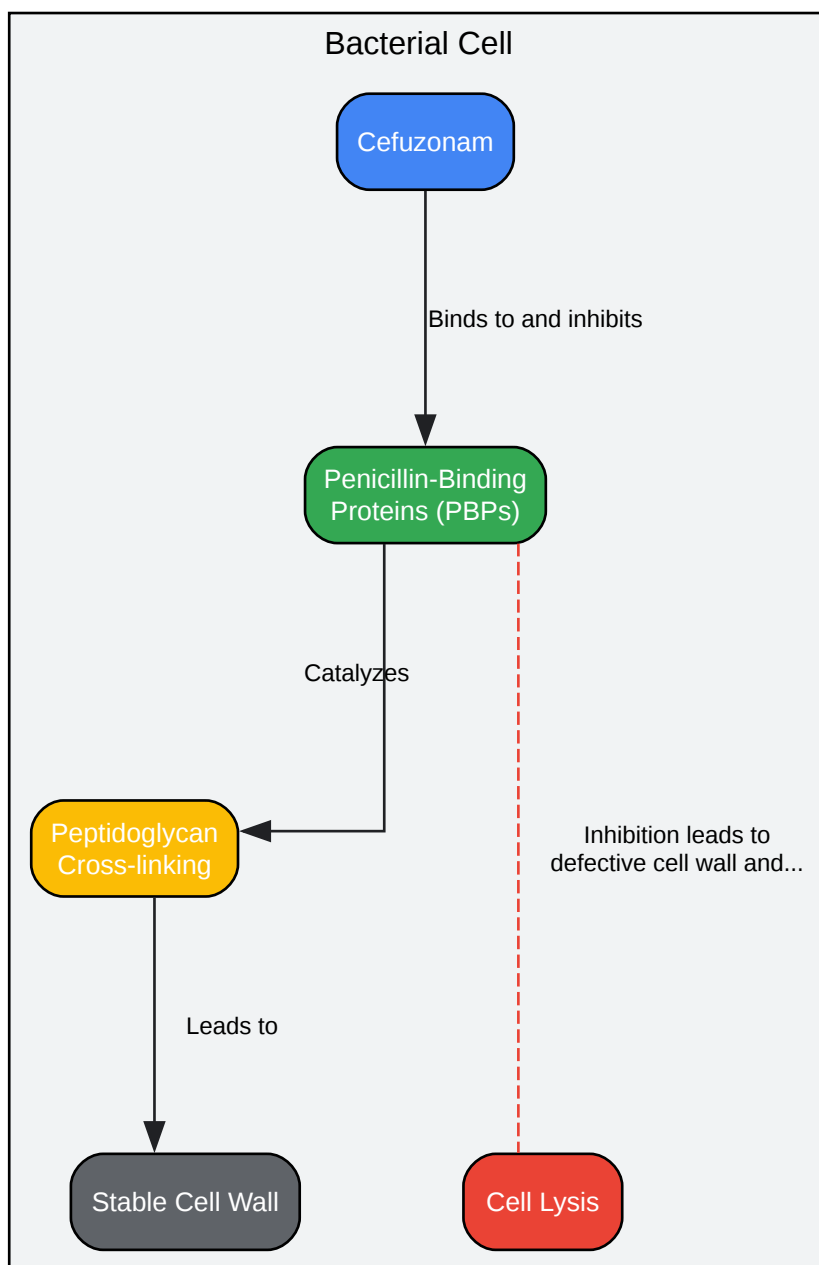 Bacterial Cell
Cefuzonam
Binds to and inhibits
Penicillin-Binding
Proteins (PBPs)
Catalyzes
Peptidoglycan
Cross-linking
Inhibition leads to
defective cell wall and...
Leads to
Stable Cell Wall
Cell Lysis